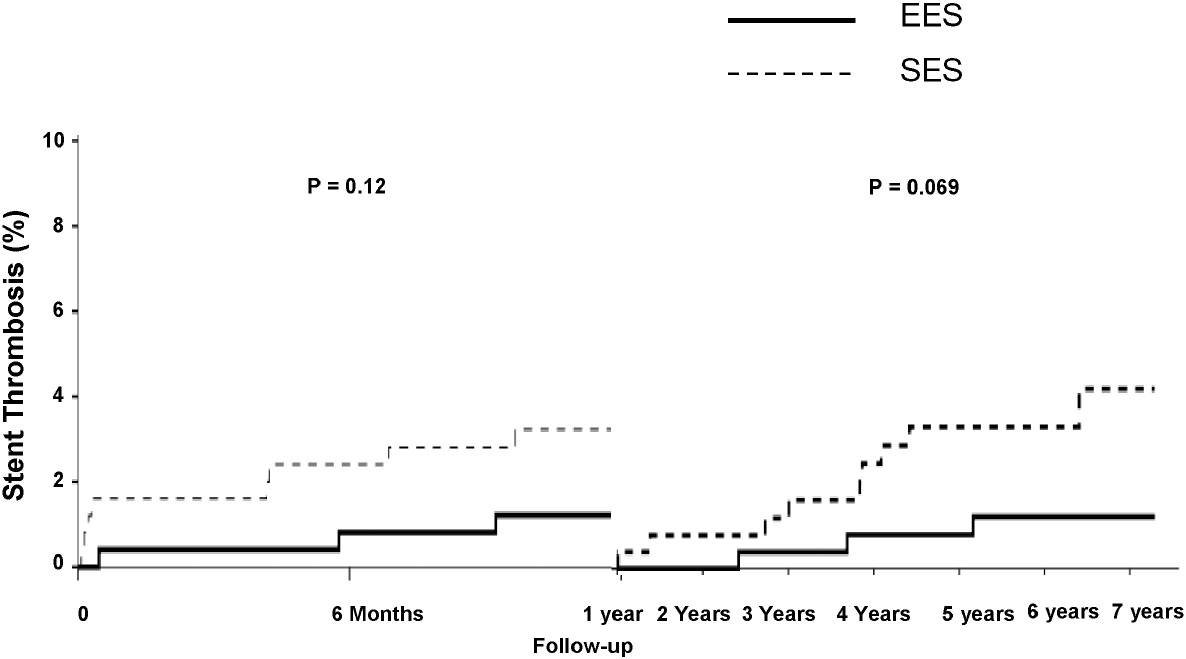 EES
SES
10
P = 0.12
P = 0.069
8
6
4
2
0
Stent Thrombosis (%)
0 6 Months 1 year 2 Years 3 Years 4 Years 5 years 6 years 7 years
Follow-up